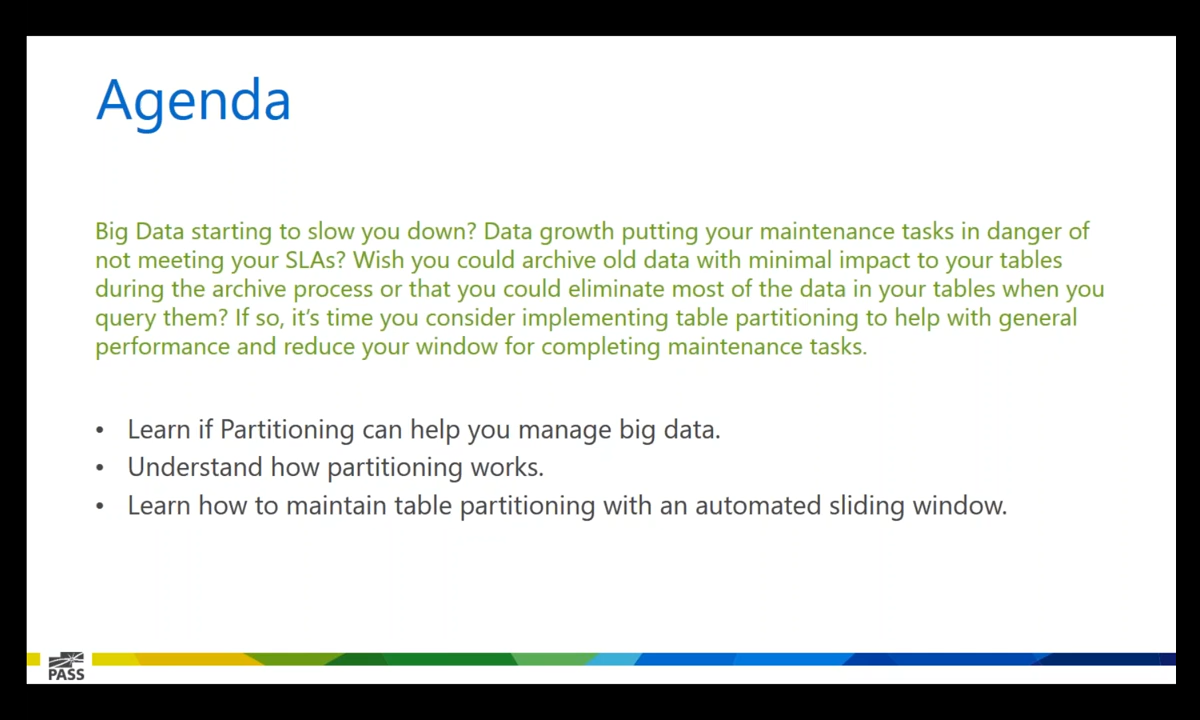 Agenda
Big Data starting to slow you down? Data growth putting your maintenance tasks in danger of
not meeting your SLAs? Wish you could archive old data with minimal impact to your tables
during the archive process or that you could eliminate most of the data in your tables when you
query them? If so, it’s time you consider implementing table partitioning to help with general
performance and reduce your window for completing maintenance tasks.
• Learn if Partitioning can help you manage big data.
• Understand how partitioning works.
• Learn how to maintain table partitioning with an automated sliding window.
PASS